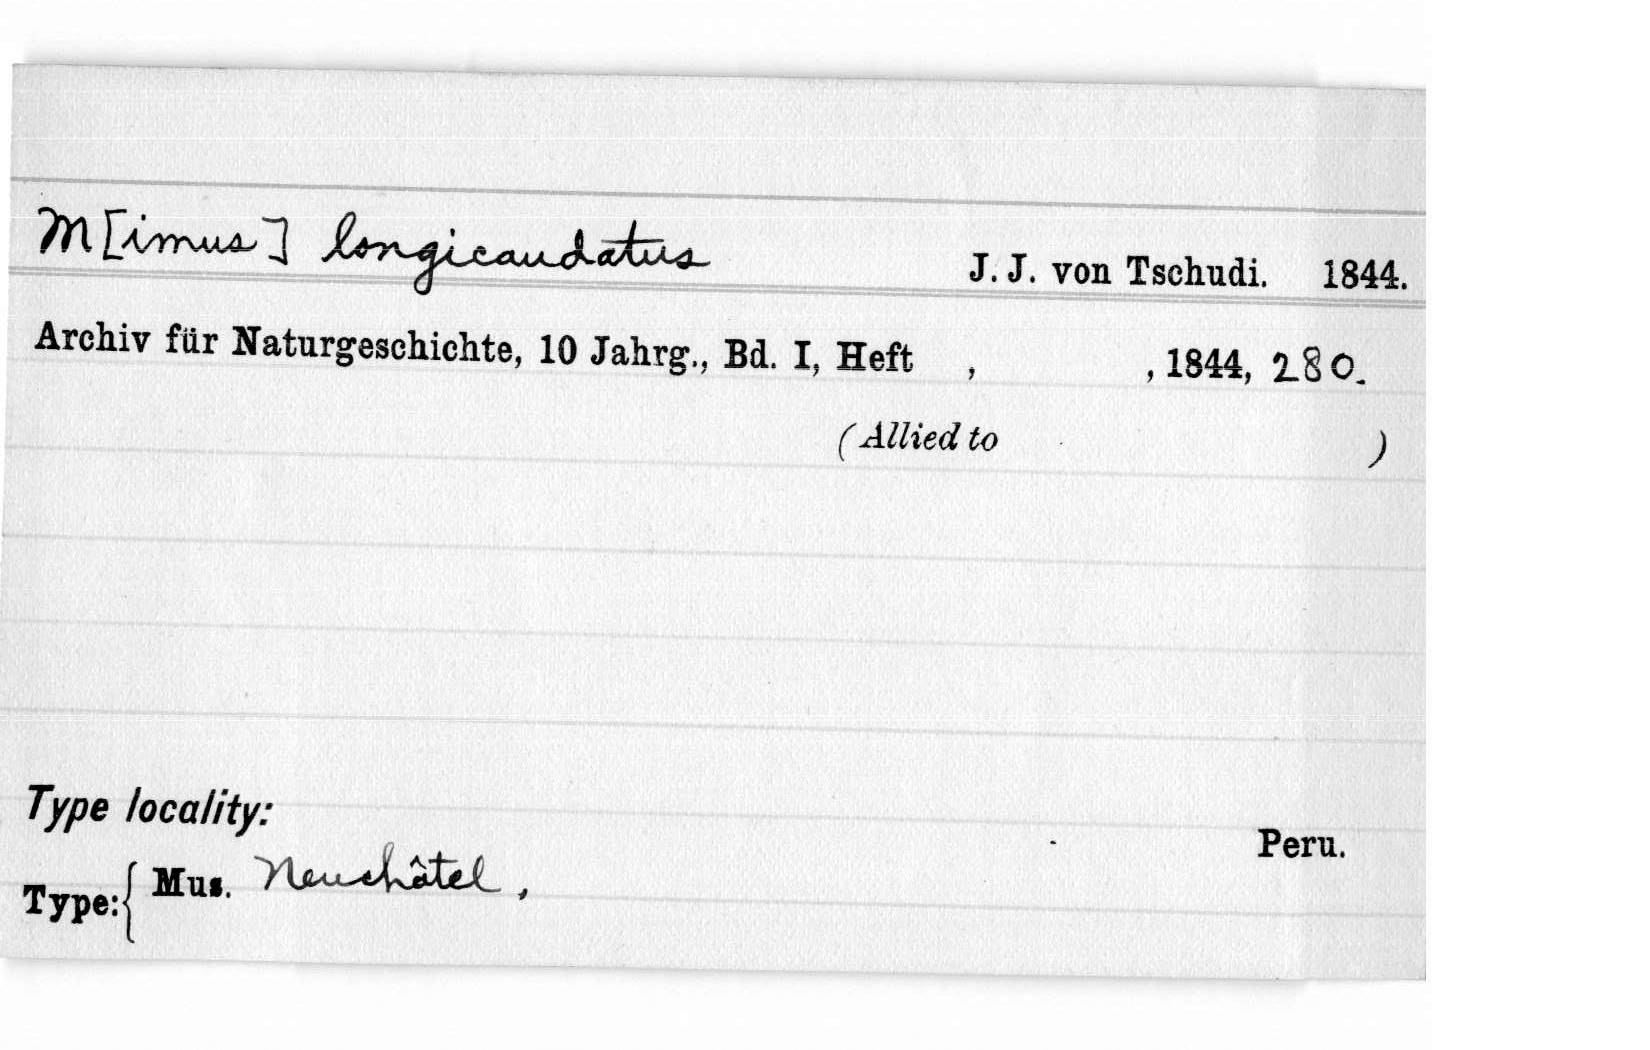 M[imus] longicaudatus J. J. von Tschudi. 1844.
Archiv für Naturgeschichte, 10 Jahrg., Bd. I, Heft , , 1844, 280.
(Allied to )
Type locality:
Peru.
Type: { Mus. Neuchâtel,